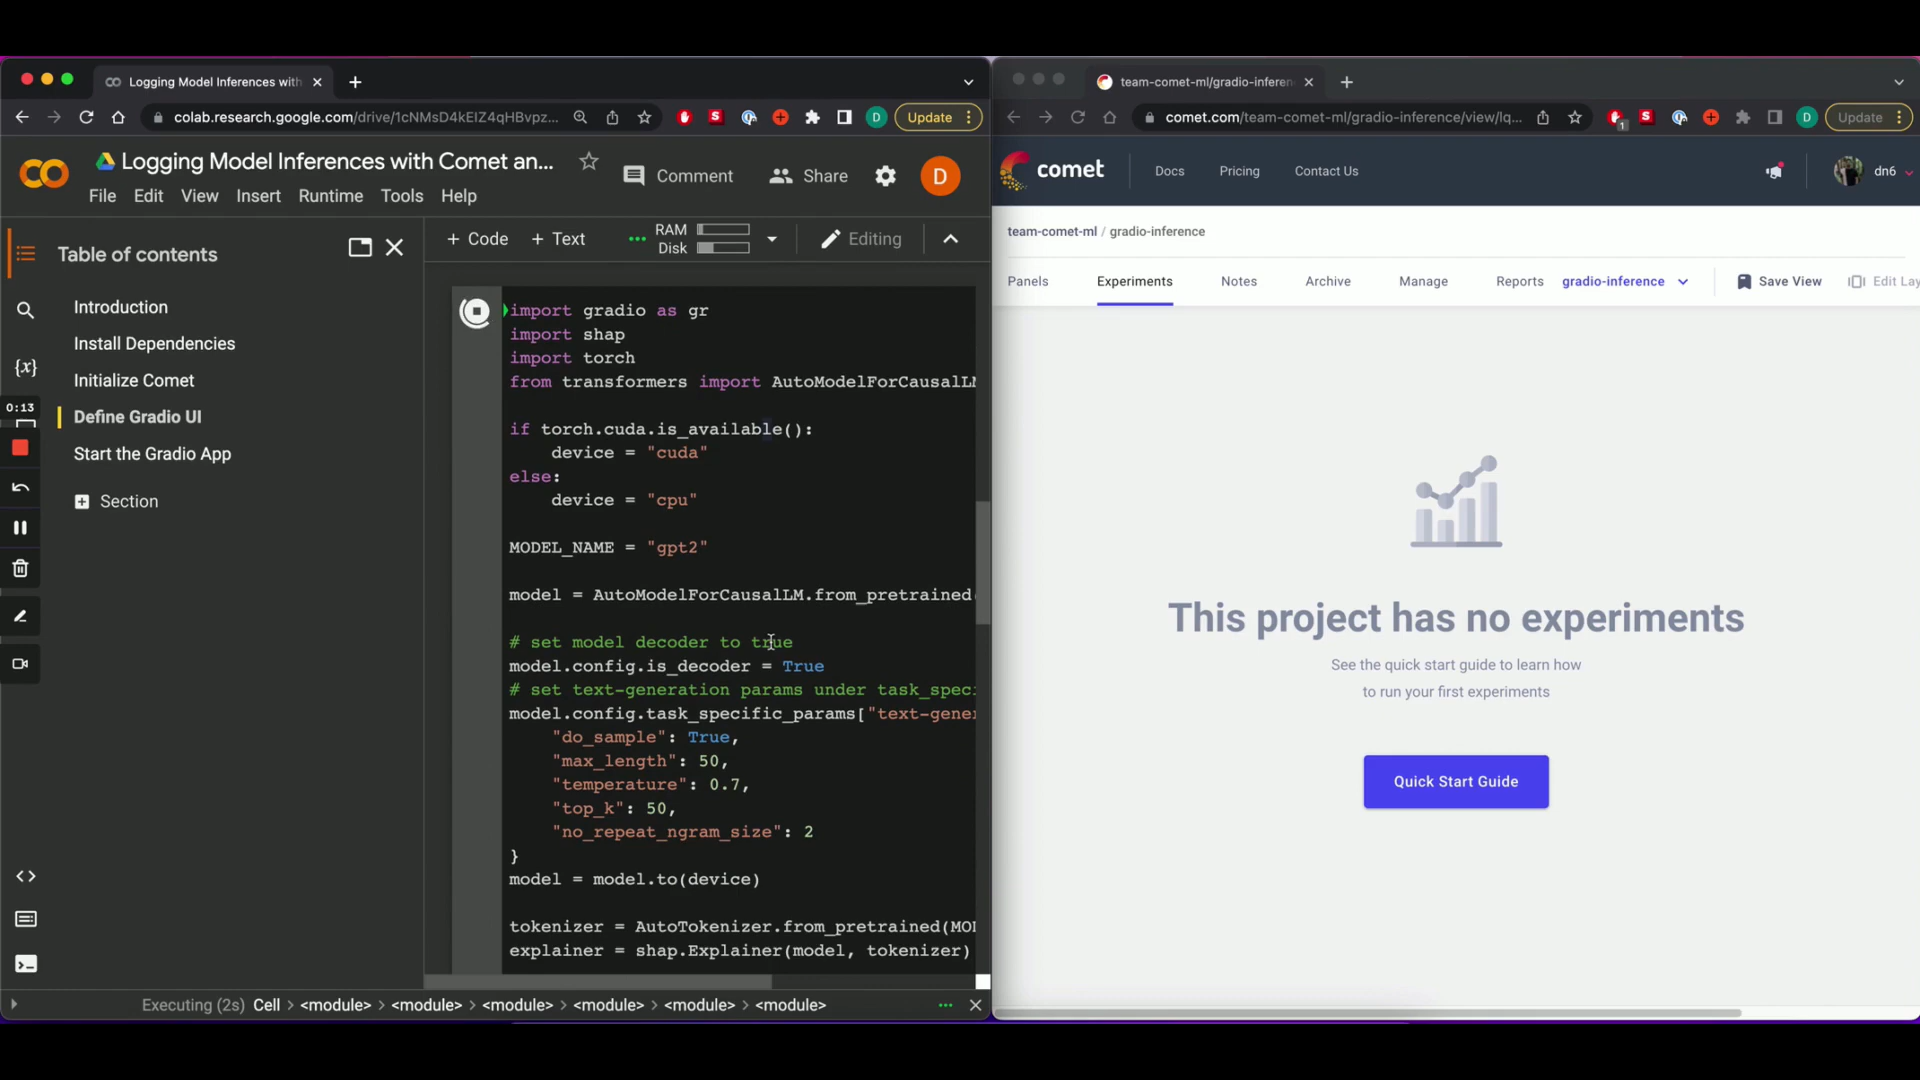 Logging Model Inferences with
colab.research.google.com/drive/1cNMsD4kEIZ4qHBvpz...
D
Update
Logging Model Inferences with Comet an...
Comment
Share
D
File
Edit
View
Insert
Runtime
Tools
Help
Table of contents
Introduction
Install Dependencies
Initialize Comet
Define Gradio UI
Start the Gradio App
Section
{x}
0:13
+ Code
+ Text
RAM
Disk
Editing
import gradio as gr
import shap
import torch
from transformers import AutoModelForCausalLM
if torch.cuda.is_available():
device = "cuda"
else:
device = "cpu"
MODEL_NAME = "gpt2"
model = AutoModelForCausalLM.from_pretrained(
# set model decoder to true
model.config.is_decoder = True
# set text-generation params under task_speci
model.config.task_specific_params["text-gene
"do_sample": True,
"max_length": 50,
"temperature": 0.7,
"top_k": 50,
"no_repeat_ngram_size": 2
}
model = model.to(device)
tokenizer = AutoTokenizer.from_pretrained(MO
explainer = shap.Explainer(model, tokenizer)
Executing (2s) Cell > <module> > <module> > <module> > <module> > <module> > <module>
team-comet-ml/gradio-inferen
comet.com/team-comet-ml/gradio-inference/view/lq...
1
D
Update
comet
Docs
Pricing
Contact Us
dn6
team-comet-ml / gradio-inference
Panels
Experiments
Notes
Archive
Manage
Reports
gradio-inference
Save View
Edit Lay
This project has no experiments
See the quick start guide to learn how
to run your first experiments
Quick Start Guide